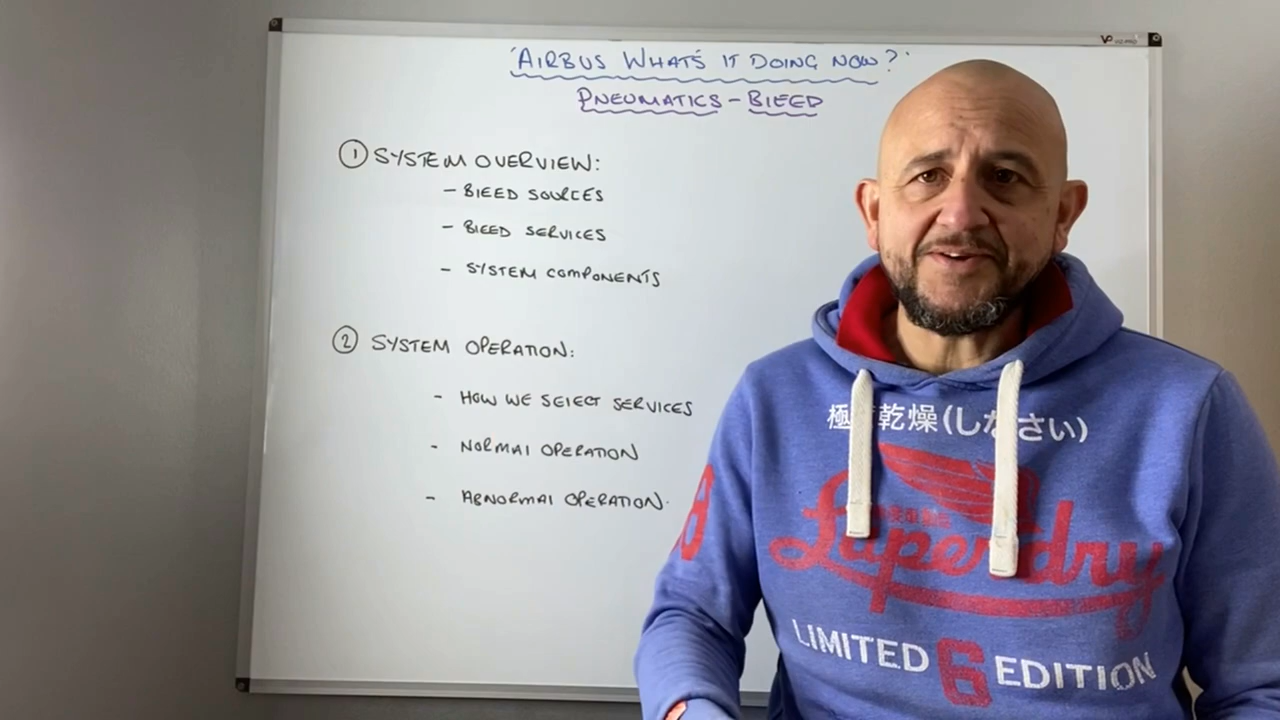 'AIRBUS WHAT'S IT DOING NOW?'
PNEUMATICS - BlEED
① SYSTEM OVERVIEW:
- BlEED SOURCES
- BlEED SERVICES
- SYSTEM COMPONENTS
② SYSTEM OPERATION:
- HOW WE SElECT SERVICES
- NORMAl OPERATION
- ABNORMAl OPERATION.
極 乾燥(しなさい)
Superdry
LIMITED 6 EDITION